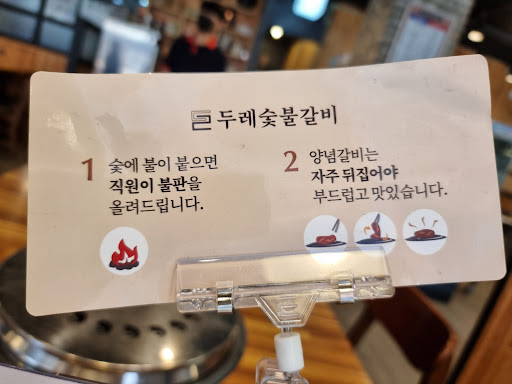 두레숯불갈비
1
숯에 불이 붙으면
직원이 불판을
올려드립니다.
2
양념갈비는
자주 뒤집어야
부드럽고 맛있습니다.